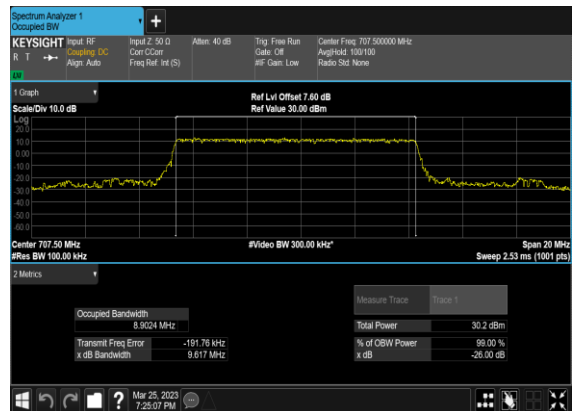 Spectrum Analyzer 1
Occupied BW
KEYSIGHT Input: RF Input Z: 50 Ω Atten: 40 dB Trig: Free Run Center Freq: 707.500000 MHz
R T Coupling: DC Corr CCorr Gate: Off Avg|Hold: 100/100
Align: Auto Freq Ref: Int (S) #IF Gain: Low Radio Std: None
LW
1 Graph Ref Lvl Offset 7.60 dB
Scale/Div 10.0 dB Ref Value 30.00 dBm
Log
20.0
10.0
0.00
-10.0
-20.0
-30.0
-40.0
-50.0
-60.0
Center 707.50 MHz #Video BW 300.00 kHz* Span 20 MHz
#Res BW 100.00 kHz Sweep 2.53 ms (1001 pts)
2 Metrics
Measure Trace Trace 1
Occupied Bandwidth
8.9024 MHz Total Power 30.2 dBm
Transmit Freq Error -191.76 kHz % of OBW Power 99.00 %
x dB Bandwidth 9.617 MHz x dB -26.00 dB
? Mar 25, 2023
7:25:07 PM